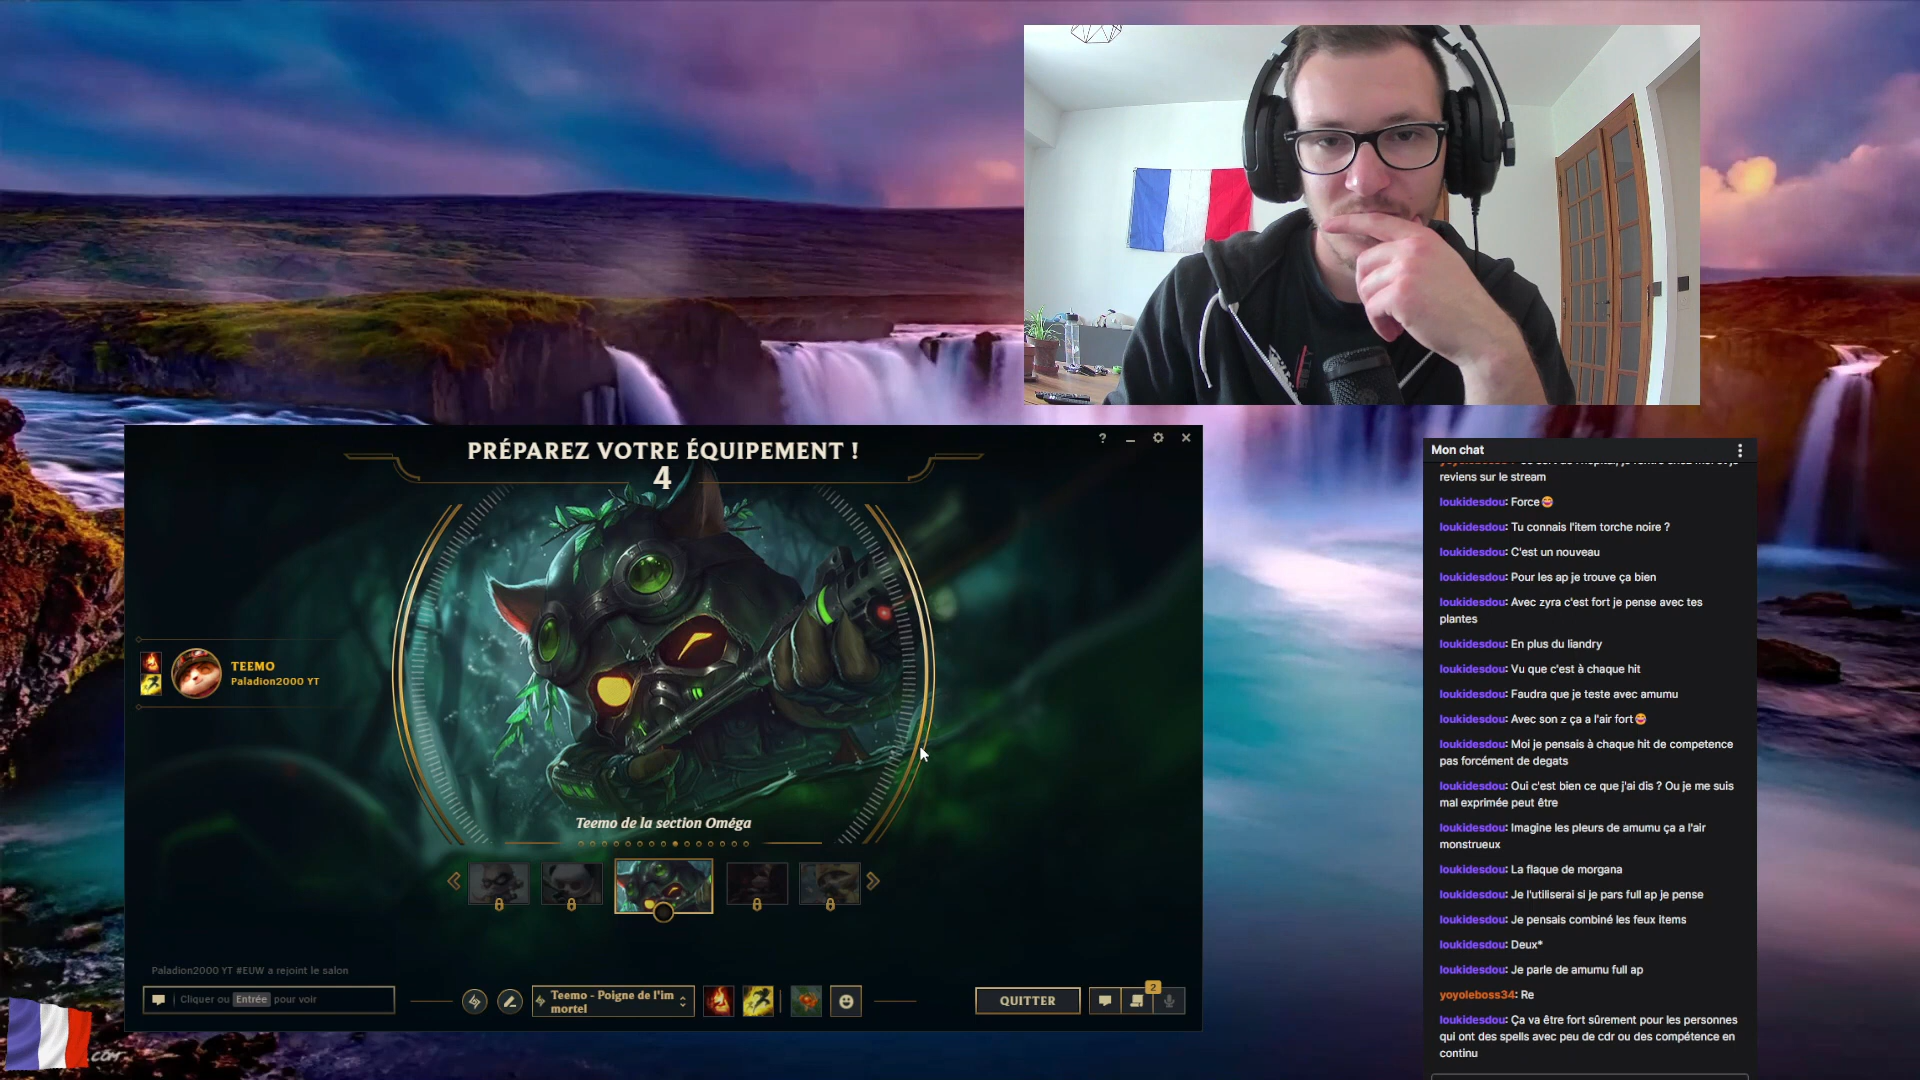 PRÉPAREZ VOTRE ÉQUIPEMENT !
4
TEEMO
Paladion2000 YT
Teemo de la section Oméga
Paladion2000 YT #EUW a rejoint le salon
Cliquer ou Entrée pour voir
Teemo - Poigne de l'im
mortel
QUITTER
2
Mon chat
reviens sur le stream
loukidesdou: Force
loukidesdou: Tu connais l'item torche noire ?
loukidesdou: C'est un nouveau
loukidesdou: Pour les ap je trouve ça bien
loukidesdou: Avec zyra c'est fort je pense avec tes
plantes
loukidesdou: En plus du liandry
loukidesdou: Vu que c'est à chaque hit
loukidesdou: Faudra que je teste avec amumu
loukidesdou: Avec son z ça a l'air fort
loukidesdou: Moi je pensais à chaque hit de competence
pas forcément de degats
loukidesdou: Oui c'est bien ce que j'ai dis ? Ou je me suis
mal exprimée peut être
loukidesdou: Imagine les pleurs de amumu ça a l'air
monstrueux
loukidesdou: La flaque de morgana
loukidesdou: Je l'utiliserai si je pars full ap je pense
loukidesdou: Je pensais combiné les feux items
loukidesdou: Deux*
loukidesdou: Je parle de amumu full ap
yoyoleboss34: Re
loukidesdou: Ça va être fort sûrement pour les personnes
qui ont des spells avec peu de cdr ou des compétence en
continu
.com